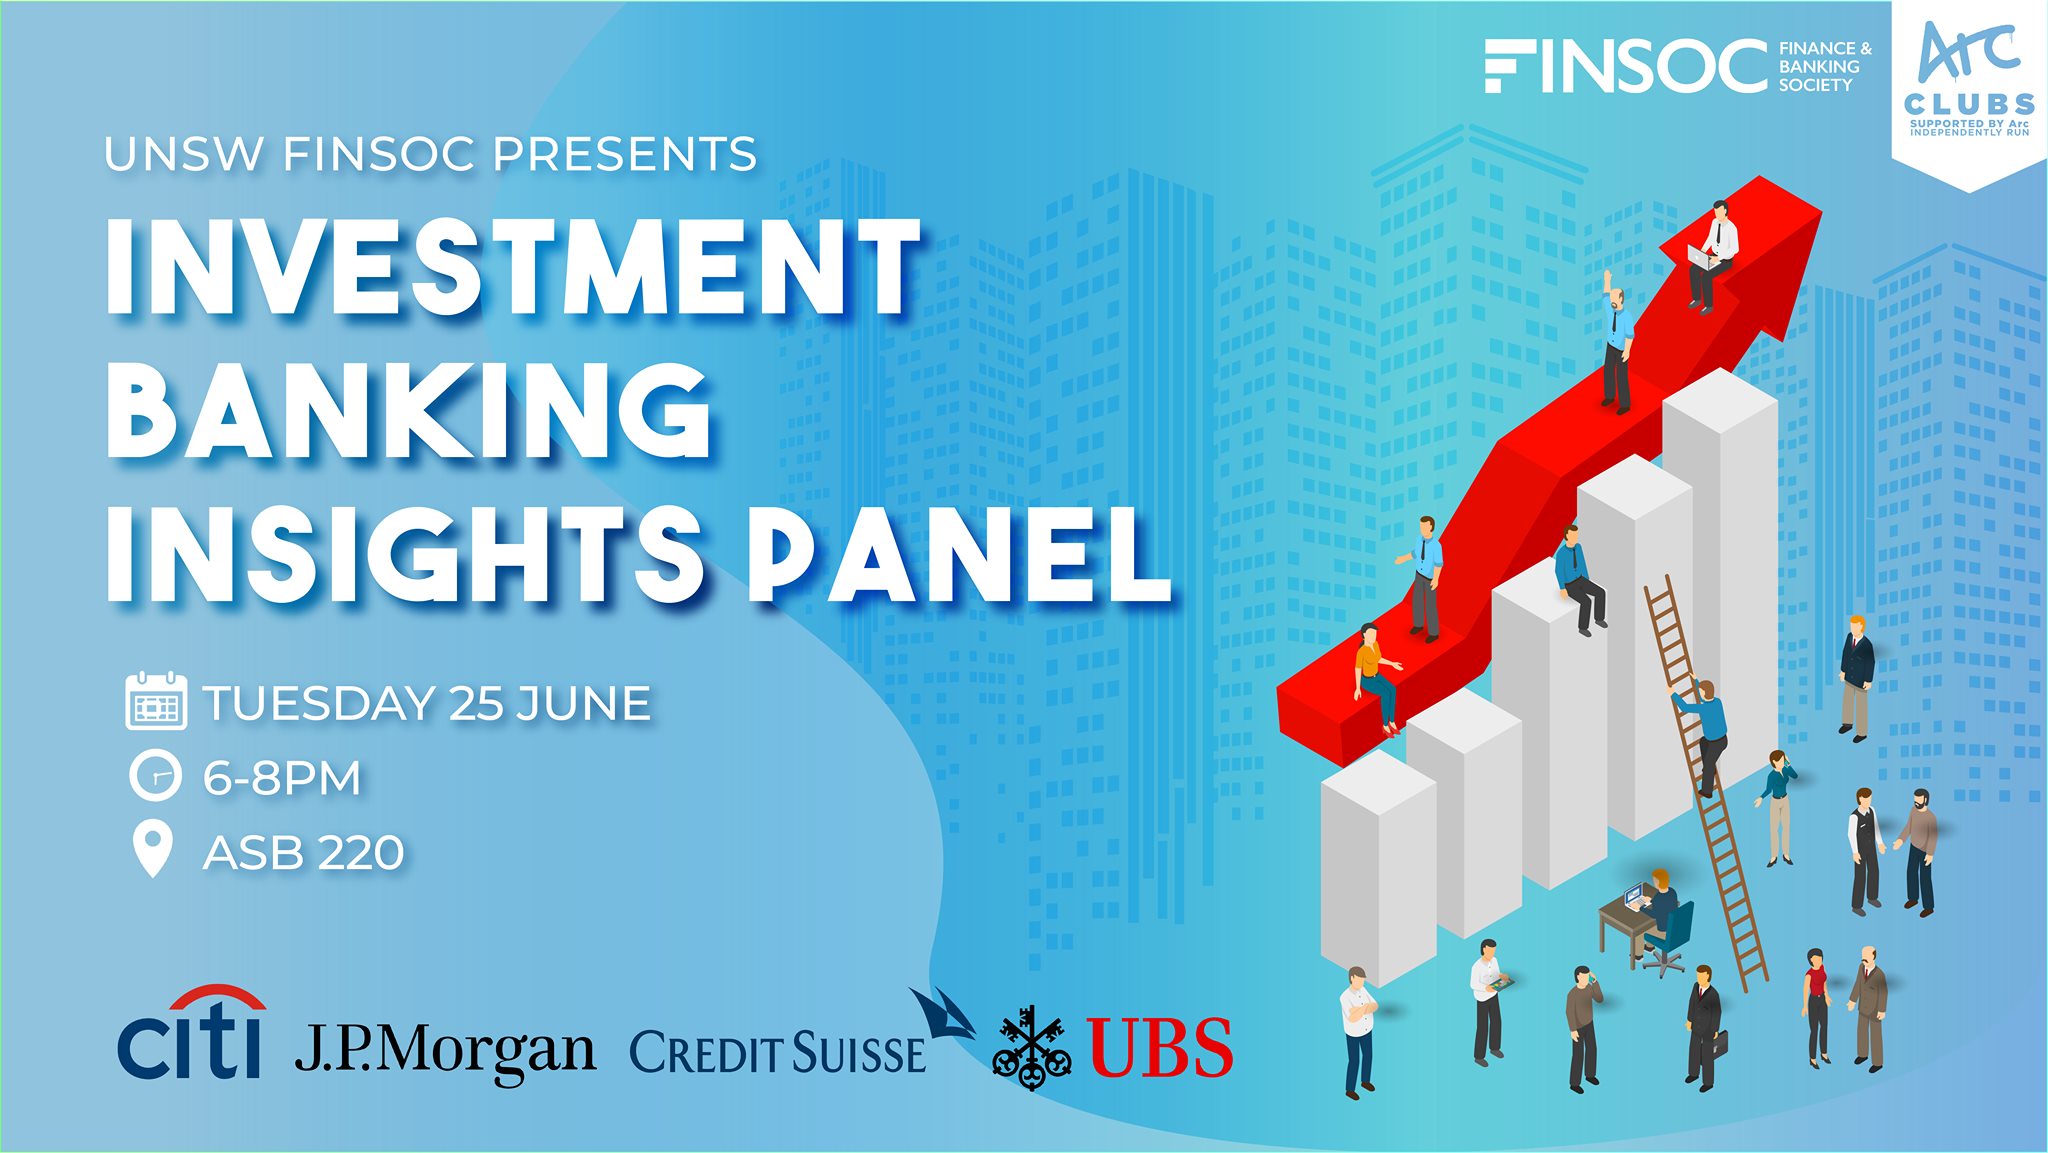 FINSOC
FINANCE &
BANKING
SOCIETY
Arc
CLUBS
SUPPORTED BY Arc
INDEPENDENTLY RUN
UNSW FINSOC PRESENTS
INVESTMENT
BANKING
INSIGHTS PANEL
TUESDAY 25 JUNE
6-8PM
ASB 220
citi
J.P.Morgan
CREDIT SUISSE
UBS